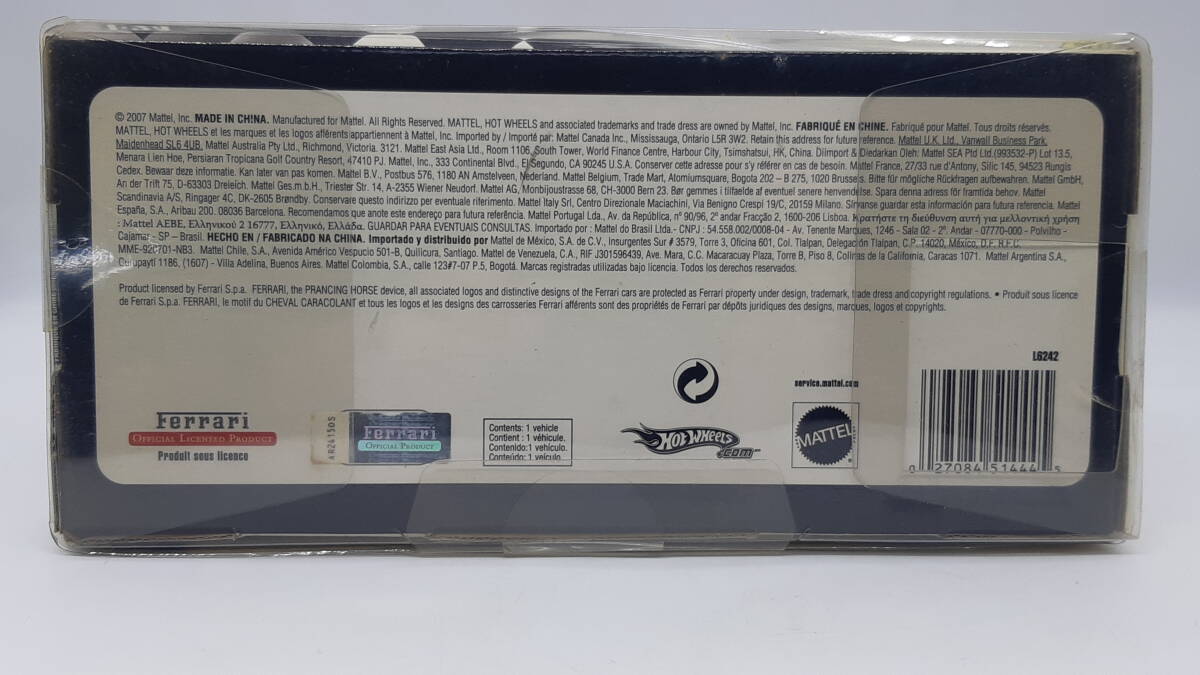 © 2007 Mattel, Inc. MADE IN CHINA. Manufactured for Mattel. All Rights Reserved. MATTEL, HOT WHEELS and associated trademarks and trade dress are owned by Mattel, Inc. FABRIQUÉ EN CHINE. Fabriqué pour Mattel. Tous droits réservés.
MATTEL, HOT WHEELS et les marques et les logos afférents appartiennent à Mattel, Inc. Imported by / Importé par: Mattel Canada Inc., Mississauga, Ontario L5R 3W2. Retain this address for future reference. Mattel U.K. Ltd., Vanwall Business Park,
Maidenhead SL6 4UB. Mattel Australia Pty Ltd., Richmond, Victoria. 3121. Mattel East Asia Ltd., Room 1106, South Tower, World Finance Centre, Harbour City, Tsimshatsui, HK, China. Diimport & Diedarkan Oleh: Mattel SEA Ptd Ltd.(993532-P) Lot 13.5,
Menara Lien Hoe, Persiaran Tropicana Golf Country Resort, 47410 PJ. Mattel, Inc., 333 Continental Blvd., El Segundo, CA 90245 U.S.A. Conserver cette adresse pour s'y référer en cas de besoin. Mattel France, 27/33 rue d'Antony, Silic 145, 94523 Rungis
Cedex. Bewaar deze informatie. Kan later van pas komen. Mattel B.V., Postbus 576, 1180 AN Amstelveen, Nederland. Mattel Belgium, Trade Mart, Atomiumsquare, Bogota 202 – B 275, 1020 Brussels. Bitte für mögliche Rückfragen aufbewahren. Mattel GmbH,
An der Trift 75, D-63303 Dreieich. Mattel Ges.m.b.H., Triester Str. 14, A-2355 Wiener Neudorf. Mattel AG, Monbijoustrasse 68, CH-3000 Bern 23. Bør gemmes i tilfælde af eventuel senere henvendelse. Spara denna adress för framtida behov. Mattel
Scandinavia A/S, Ringager 4C, DK-2605 Brøndby. Conservare questo indirizzo per eventuale riferimento. Mattel Italy Srl, Centro Direzionale Maciachini, Via Benigno Crespi 19/C, 20159 Milano. Sírvanse guardar esta información para futura referencia. Mattel
España, S.A., Aribau 200. 08036 Barcelona. Recomendamos que anote este endereço para futura referência. Mattel Portugal Lda., Av. da República, nº 90/96, 2º andar Fracção 2, 1600-206 Lisboa. Κρατήστε τη διεύθυνση αυτή για μελλοντική χρήση
: Mattel AEBE, Ελληνικού 2 16777, Ελληνικό, Ελλάδα. GUARDAR PARA EVENTUAIS CONSULTAS. Importado por : Mattel do Brasil Ltda.- CNPJ : 54.558.002/0008-04 - Av. Tenente Marques, 1246 - Sala 02 - 2º. Andar - 07770-000 - Polvilho -
Cajamar - SP – Brasil. HECHO EN / FABRICADO NA CHINA. Importado y distribuido por Mattel de México, S.A. de C.V., Insurgentes Sur # 3579, Torre 3, Oficina 601, Col. Tlalpan, Delegación Tlalpan, C.P. 14020, México, D.F. R.F.C.
MME-920701-NB3. Mattel Chile, S.A., Avenida Américo Vespucio 501-B, Quilicura, Santiago. Mattel de Venezuela, C.A., RIF J301596439, Ave. Mara, C.C. Macaracuay Plaza, Torre B, Piso 8, Colinas de la California, Caracas 1071. Mattel Argentina S.A.,
Curupaytí 1186, (1607) - Villa Adelina, Buenos Aires. Mattel Colombia, S.A., calle 123#7-07 P.5, Bogotá. Marcas registradas utilizadas bajo licencia. Todos los derechos reservados.
Product licensed by Ferrari S.p.a. FERRARI, the PRANCING HORSE device, all associated logos and distinctive designs of the Ferrari cars are protected as Ferrari property under design, trademark, trade dress and copyright regulations. • Produit sous licence
de Ferrari S.p.a. FERRARI, le motif du CHEVAL CARACOLANT et tous les logos et les designs des carrosseries Ferrari afférents sont des propriétés de Ferrari par dépôts juridiques des designs, marques, logos et copyrights.
L6242
service.mattel.com
Ferrari
OFFICIAL LICENSED PRODUCT
Produit sous licence
AR24150S
Ferrari
OFFICIAL PRODUCT
Contents: 1 vehicle
Contient : 1 véhicule.
Contenido: 1 vehículo.
Conteúdo: 1 veículo
HOT WHEELS
.COM
MATTEL
0 27084 51444 5